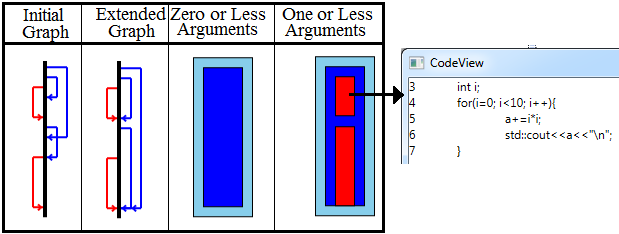 Initial Graph
Extended Graph
Zero or Less Arguments
One or Less Arguments
CodeView
3 int i;
4 for(i=0; i<10; i++){
5 a+=i*i;
6 std::cout<<a<<"\n";
7 }